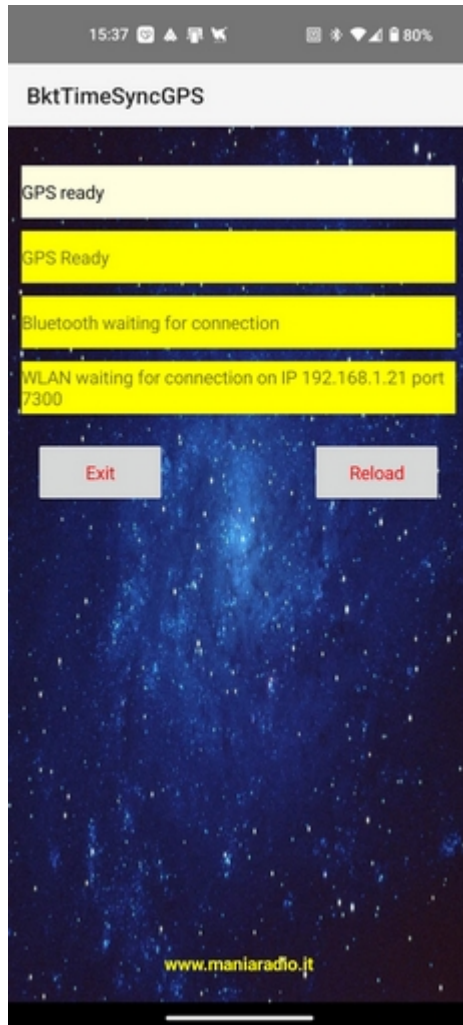 15:37 80%
BktTimeSyncGPS
GPS ready
GPS Ready
Bluetooth waiting for connection
WLAN waiting for connection on IP 192.168.1.21 port
7300
Exit Reload
www.maniaradio.it